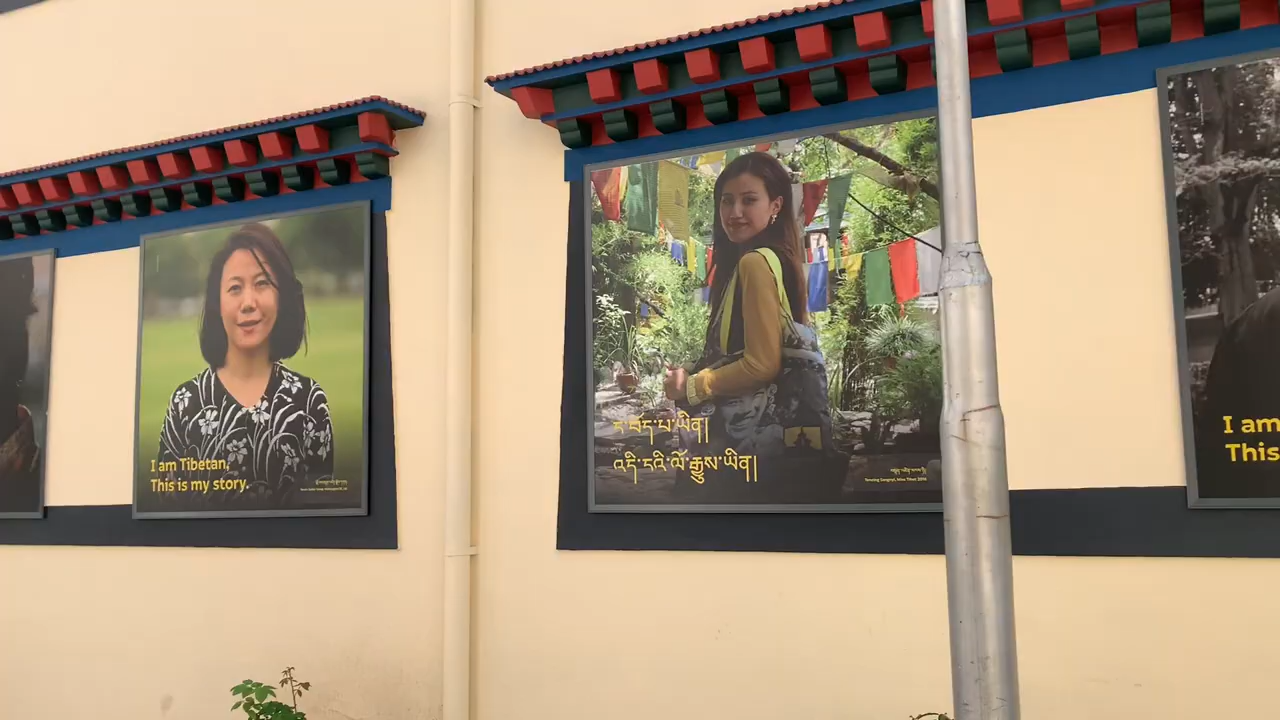 I am Tibetan,
This is my story.
ང་བོད་པ་ཡིན།
འདི་ངའི་ལོ་རྒྱུས་ཡིན།
I am
This